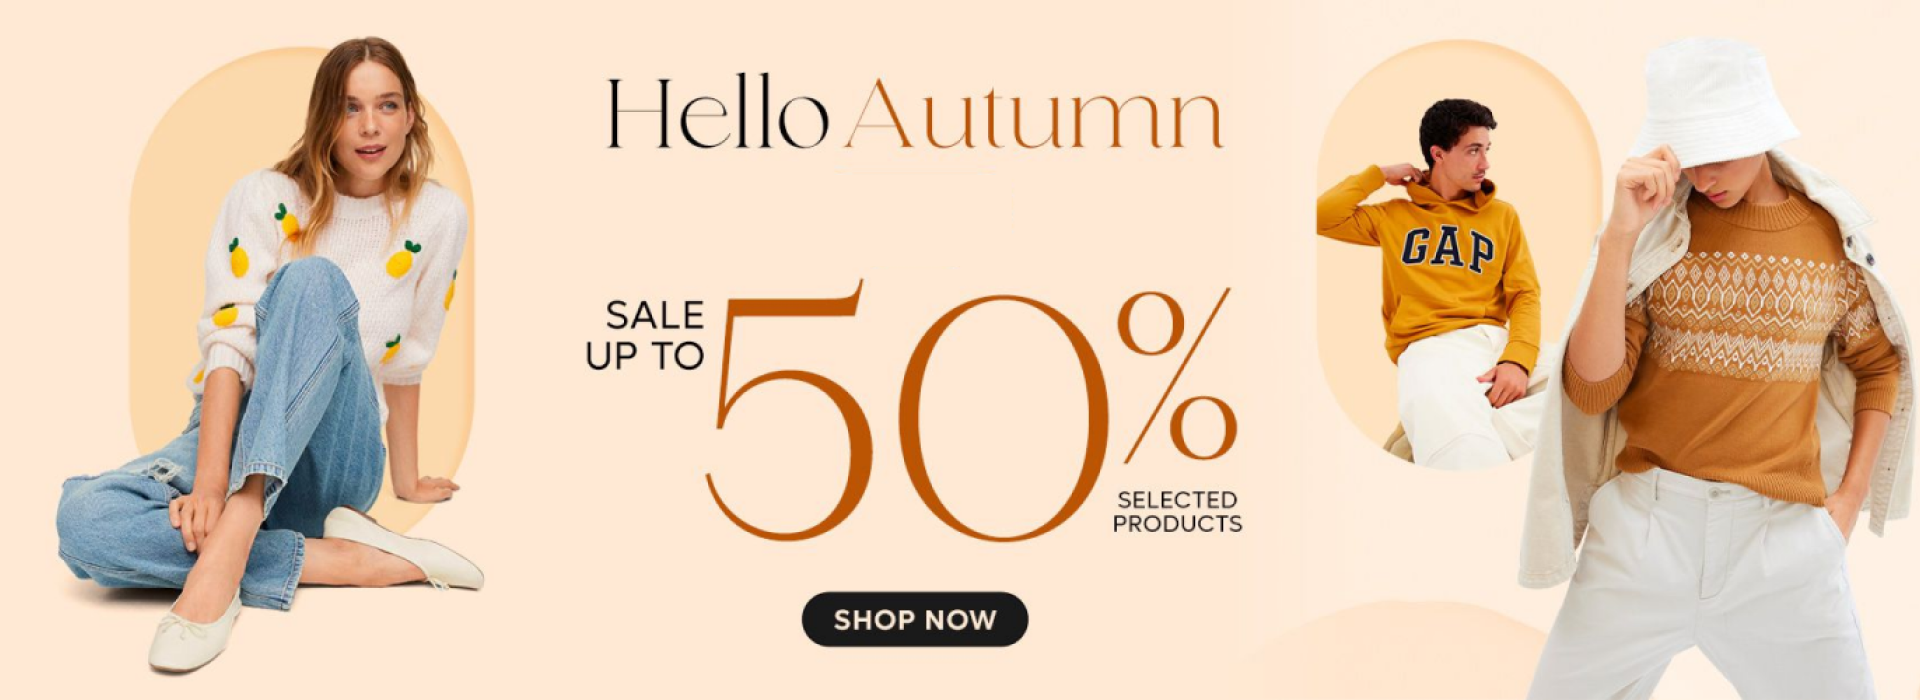 Hello Autumn
SALE
UP TO
50%
SELECTED
PRODUCTS
SHOP NOW
GAP